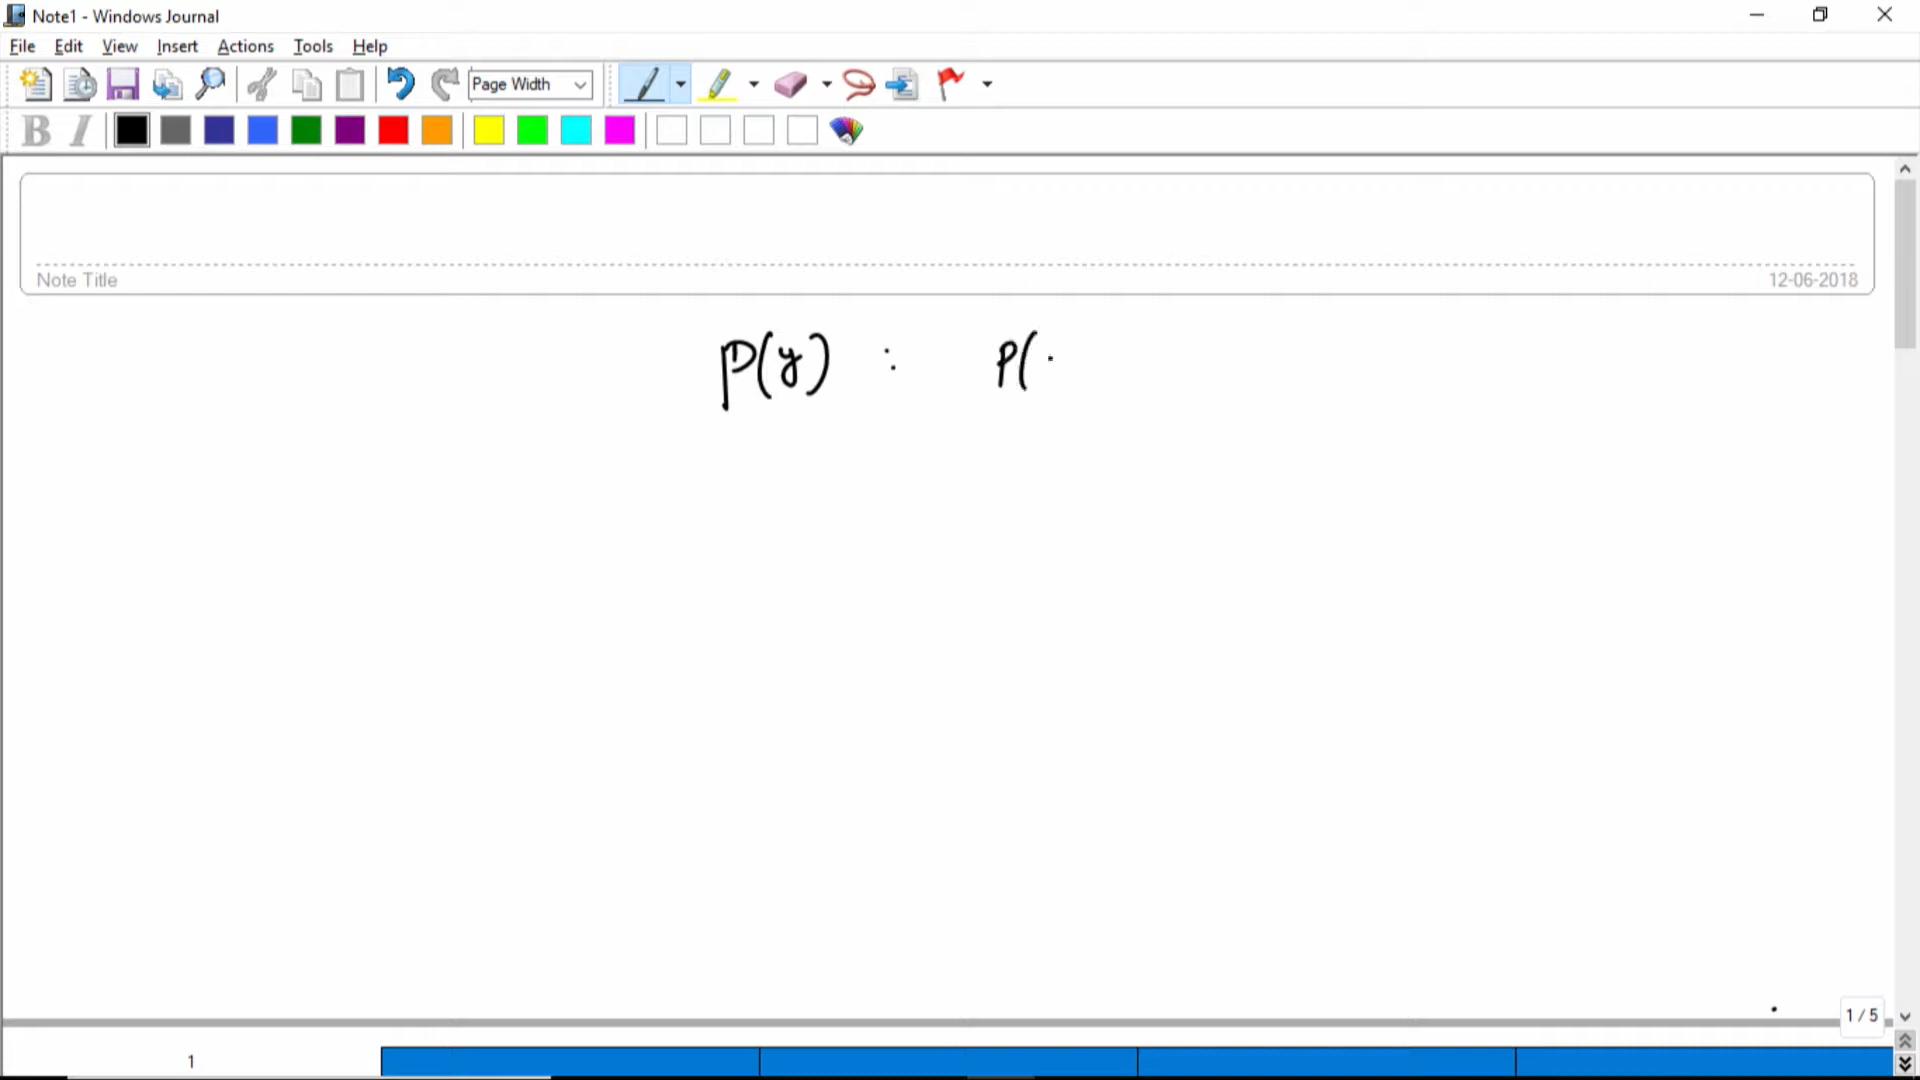 Note1 - Windows Journal
File Edit View Insert Actions Tools Help
Page Width
B I
Note Title
12-06-2018
P(y) : P(
1 / 5
1